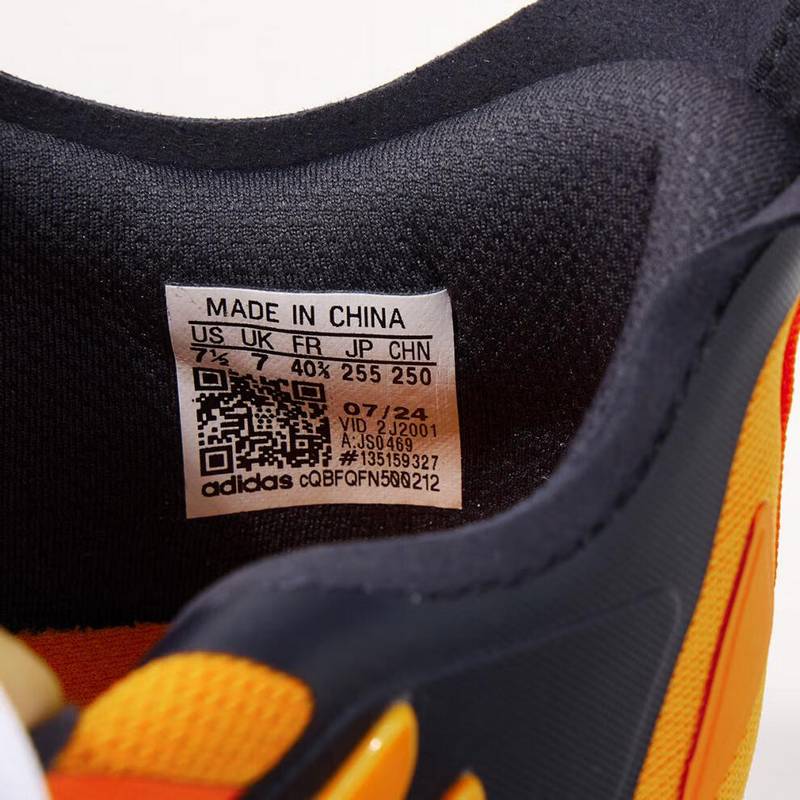 MADE IN CHINA
US UK FR JP CHN
7½ 7 40⅔ 255 250
07/24
VID 2J2001
A:JS0469
#135159327
adidas cQBFQFN500212